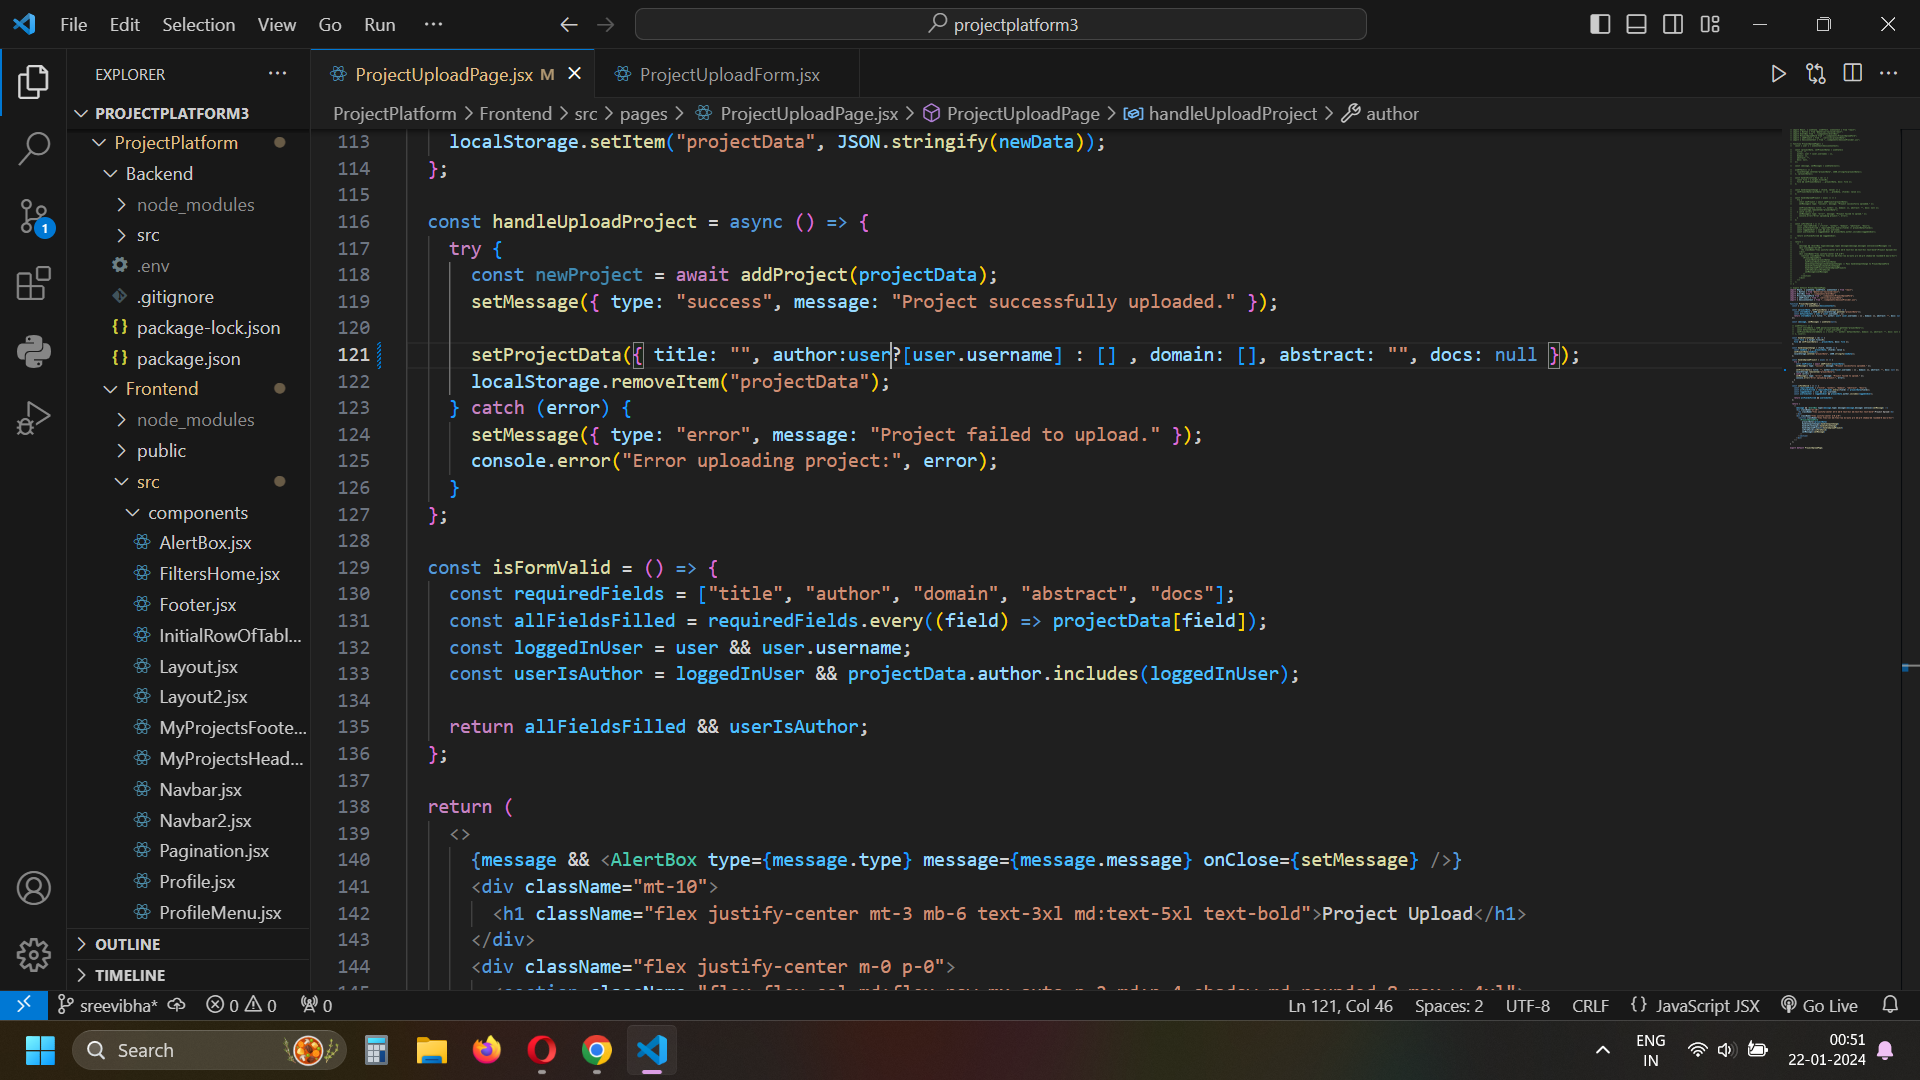 File Edit Selection View Go Run ···
projectplatform3
EXPLORER
PROJECTPLATFORM3
ProjectPlatform
Backend
node_modules
src
.env
.gitignore
package-lock.json
package.json
Frontend
node_modules
public
src
components
AlertBox.jsx
FiltersHome.jsx
Footer.jsx
InitialRowOfTabl...
Layout.jsx
Layout2.jsx
MyProjectsFoote...
MyProjectsHead...
Navbar.jsx
Navbar2.jsx
Pagination.jsx
Profile.jsx
ProfileMenu.jsx
OUTLINE
TIMELINE
1
ProjectUploadPage.jsx M
ProjectUploadForm.jsx
ProjectPlatform > Frontend > src > pages > ProjectUploadPage.jsx > ProjectUploadPage > handleUploadProject > author
113 localStorage.setItem("projectData", JSON.stringify(newData));
114 };
115
116 const handleUploadProject = async () => {
117 try {
118 const newProject = await addProject(projectData);
119 setMessage({ type: "success", message: "Project successfully uploaded." });
120
121 setProjectData({ title: "", author:user?[user.username] : [] , domain: [], abstract: "", docs: null });
122 localStorage.removeItem("projectData");
123 } catch (error) {
124 setMessage({ type: "error", message: "Project failed to upload." });
125 console.error("Error uploading project:", error);
126 }
127 };
128
129 const isFormValid = () => {
130 const requiredFields = ["title", "author", "domain", "abstract", "docs"];
131 const allFieldsFilled = requiredFields.every((field) => projectData[field]);
132 const loggedInUser = user && user.username;
133 const userIsAuthor = loggedInUser && projectData.author.includes(loggedInUser);
134
135 return allFieldsFilled && userIsAuthor;
136 };
137
138 return (
139 <>
140 {message && <AlertBox type={message.type} message={message.message} onClose={setMessage} />}
141 <div className="mt-10">
142 <h1 className="flex justify-center mt-3 mb-6 text-3xl md:text-5xl text-bold">Project Upload</h1>
143 </div>
144 <div className="flex justify-center m-0 p-0">
sreevibha* 0 0 0
Ln 121, Col 46 Spaces: 2 UTF-8 CRLF {} JavaScript JSX Go Live
Search
ENG
IN
00:51
22-01-2024